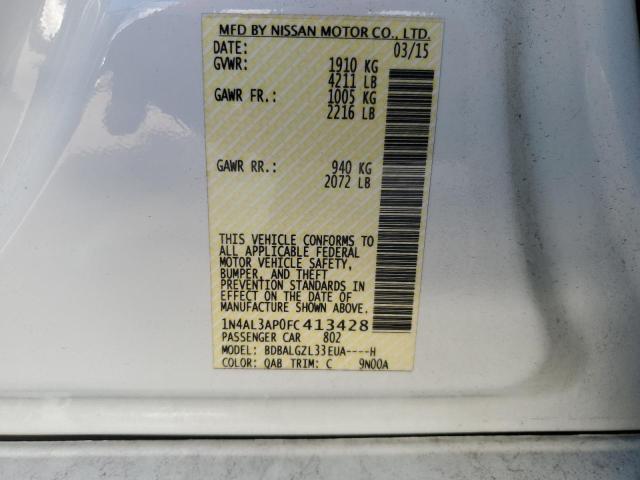 MFD BY NISSAN MOTOR CO., LTD.
DATE: 03/15
GVWR: 1910 KG
4211 LB
GAWR FR.: 1005 KG
2216 LB
GAWR RR.: 940 KG
2072 LB
THIS VEHICLE CONFORMS TO
ALL APPLICABLE FEDERAL
MOTOR VEHICLE SAFETY,
BUMPER, AND THEFT
PREVENTION STANDARDS IN
EFFECT ON THE DATE OF
MANUFACTURE SHOWN ABOVE.
1N4AL3AP0FC413428
PASSENGER CAR 802
MODEL: BDBALGZL33EUA----H
COLOR: QAB TRIM: C 9N00A